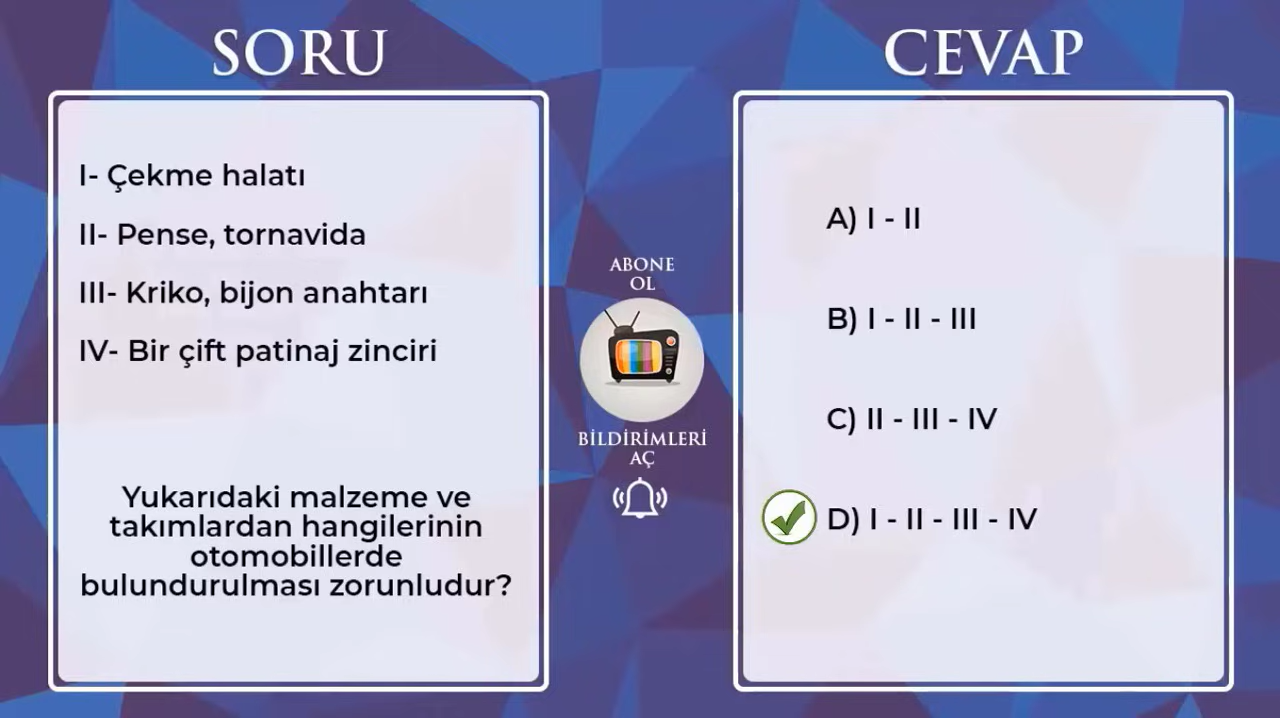 SORU
I- Çekme halatı
II- Pense, tornavida
III- Kriko, bijon anahtarı
IV- Bir çift patinaj zinciri
Yukarıdaki malzeme ve
takımlardan hangilerinin
otomobillerde
bulundurulması zorunludur?
ABONE
OL
BİLDİRİMLERİ
AÇ
CEVAP
A) I - II
B) I - II - III
C) II - III - IV
D) I - II - III - IV